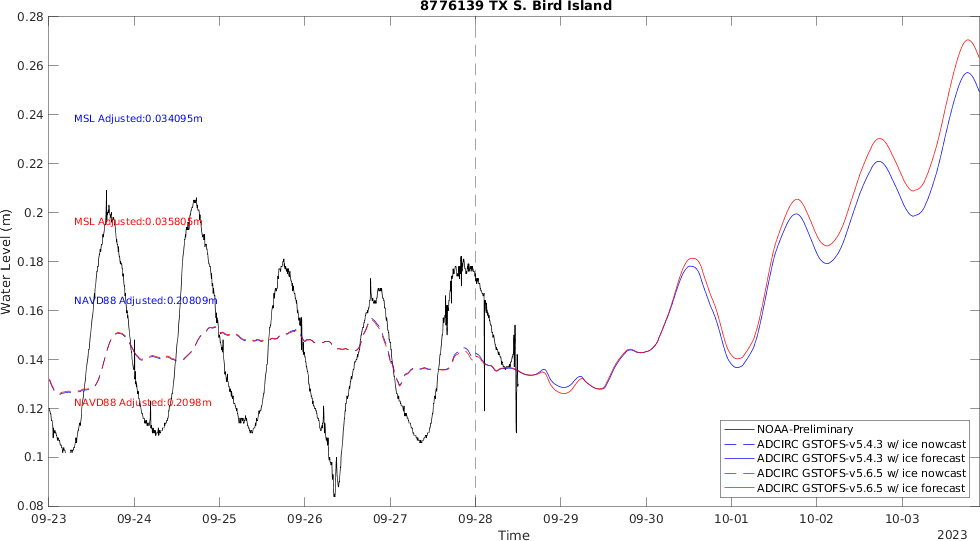 8776139 TX S. Bird Island
0.28
0.26
0.24
0.22
0.2
0.18
0.16
0.14
0.12
0.1
0.08
Water Level (m)
MSL Adjusted:0.034095m
MSL Adjusted:0.035805m
NAVD88 Adjusted:0.20809m
NAVD88 Adjusted:0.2098m
NOAA-Preliminary
ADCIRC GSTOFS-v5.4.3 w/ ice nowcast
ADCIRC GSTOFS-v5.4.3 w/ ice forecast
ADCIRC GSTOFS-v5.6.5 w/ ice nowcast
ADCIRC GSTOFS-v5.6.5 w/ ice forecast
09-23 09-24 09-25 09-26 09-27 09-28 09-29 09-30 10-01 10-02 10-03
Time
2023